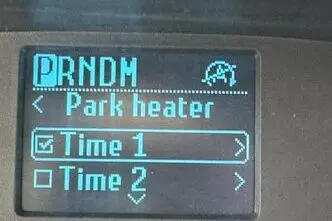 PRNDM
Park heater
Time 1
Time 2